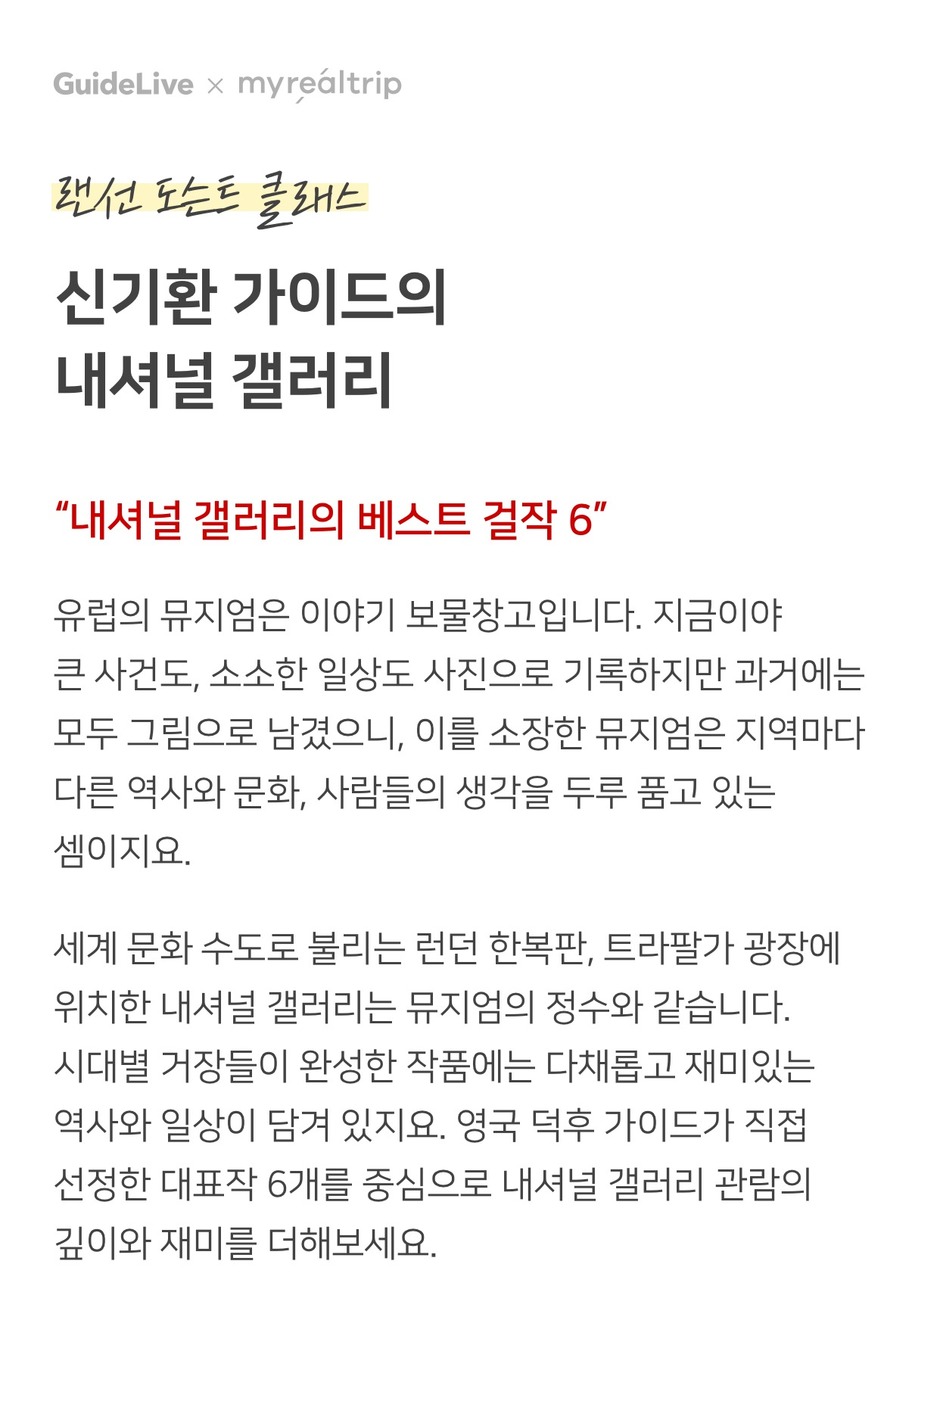 GuideLive × myrealtrip
랜선 도슨트 클래스
신기환 가이드의
내셔널 갤러리
“내셔널 갤러리의 베스트 걸작 6”
유럽의 뮤지엄은 이야기 보물창고입니다. 지금이야
큰 사건도, 소소한 일상도 사진으로 기록하지만 과거에는
모두 그림으로 남겼으니, 이를 소장한 뮤지엄은 지역마다
다른 역사와 문화, 사람들의 생각을 두루 품고 있는
셈이지요.
세계 문화 수도로 불리는 런던 한복판, 트라팔가 광장에
위치한 내셔널 갤러리는 뮤지엄의 정수와 같습니다.
시대별 거장들이 완성한 작품에는 다채롭고 재미있는
역사와 일상이 담겨 있지요. 영국 덕후 가이드가 직접
선정한 대표작 6개를 중심으로 내셔널 갤러리 관람의
깊이와 재미를 더해보세요.